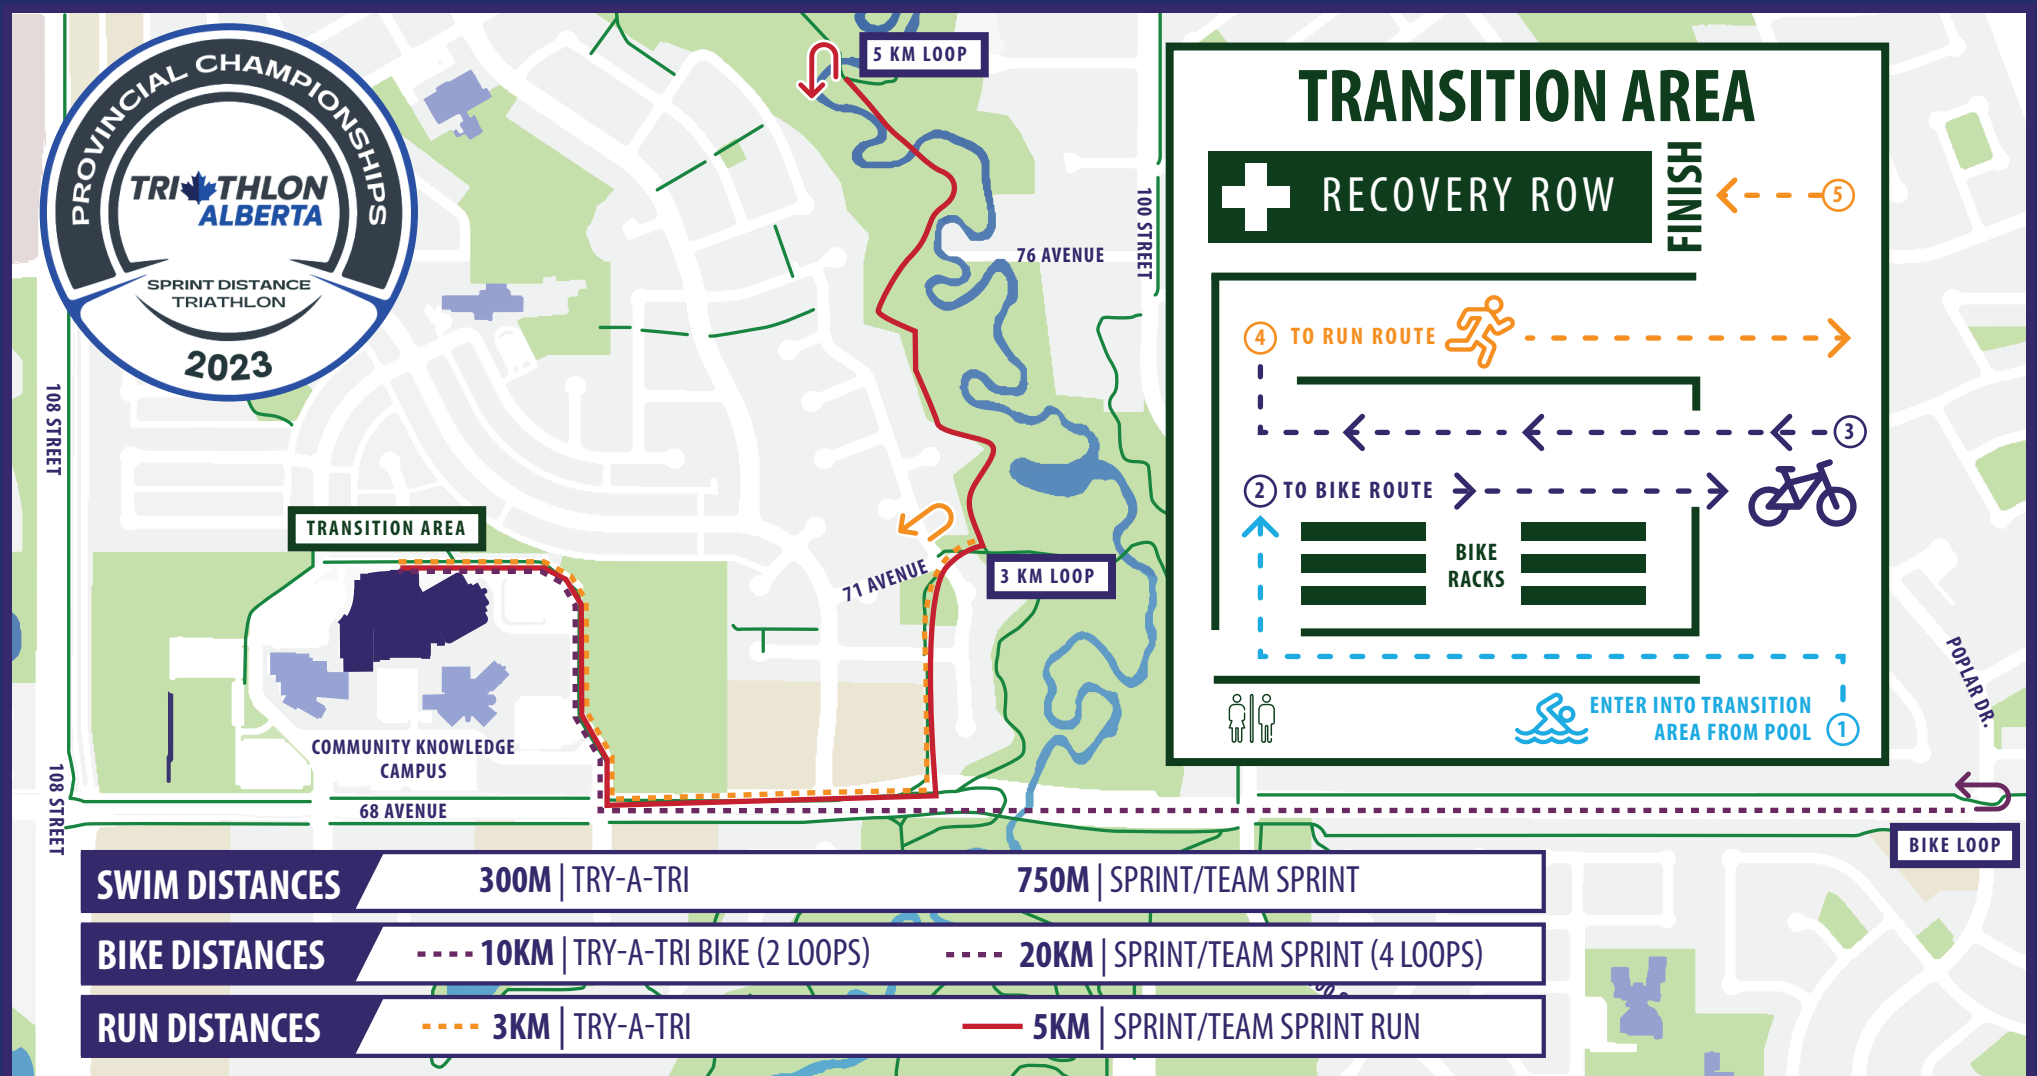 PROVINCIAL CHAMPIONSHIPS
TRI THLON
ALBERTA
SPRINT DISTANCE
TRIATHLON
2023
5 KM LOOP
100 STREET
76 AVENUE
108 STREET
TRANSITION AREA
71 AVENUE
3 KM LOOP
COMMUNITY KNOWLEDGE
CAMPUS
108 STREET
68 AVENUE
POPLAR DR.
BIKE LOOP
TRANSITION AREA
RECOVERY ROW
FINISH
5
4 TO RUN ROUTE
3
2 TO BIKE ROUTE
BIKE
RACKS
ENTER INTO TRANSITION
AREA FROM POOL
1
SWIM DISTANCES 300M | TRY-A-TRI 750M | SPRINT/TEAM SPRINT
BIKE DISTANCES 10KM | TRY-A-TRI BIKE (2 LOOPS) 20KM | SPRINT/TEAM SPRINT (4 LOOPS)
RUN DISTANCES 3KM | TRY-A-TRI 5KM | SPRINT/TEAM SPRINT RUN